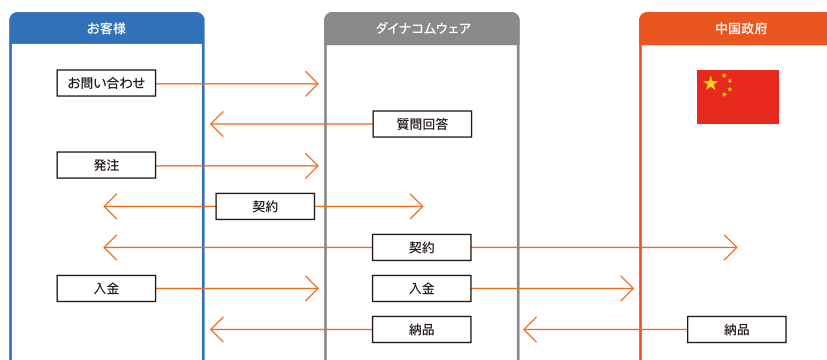 お客様
ダイナコムウェア
中国政府
お問い合わせ
質問回答
発注
契約
契約
入金
入金
納品
納品